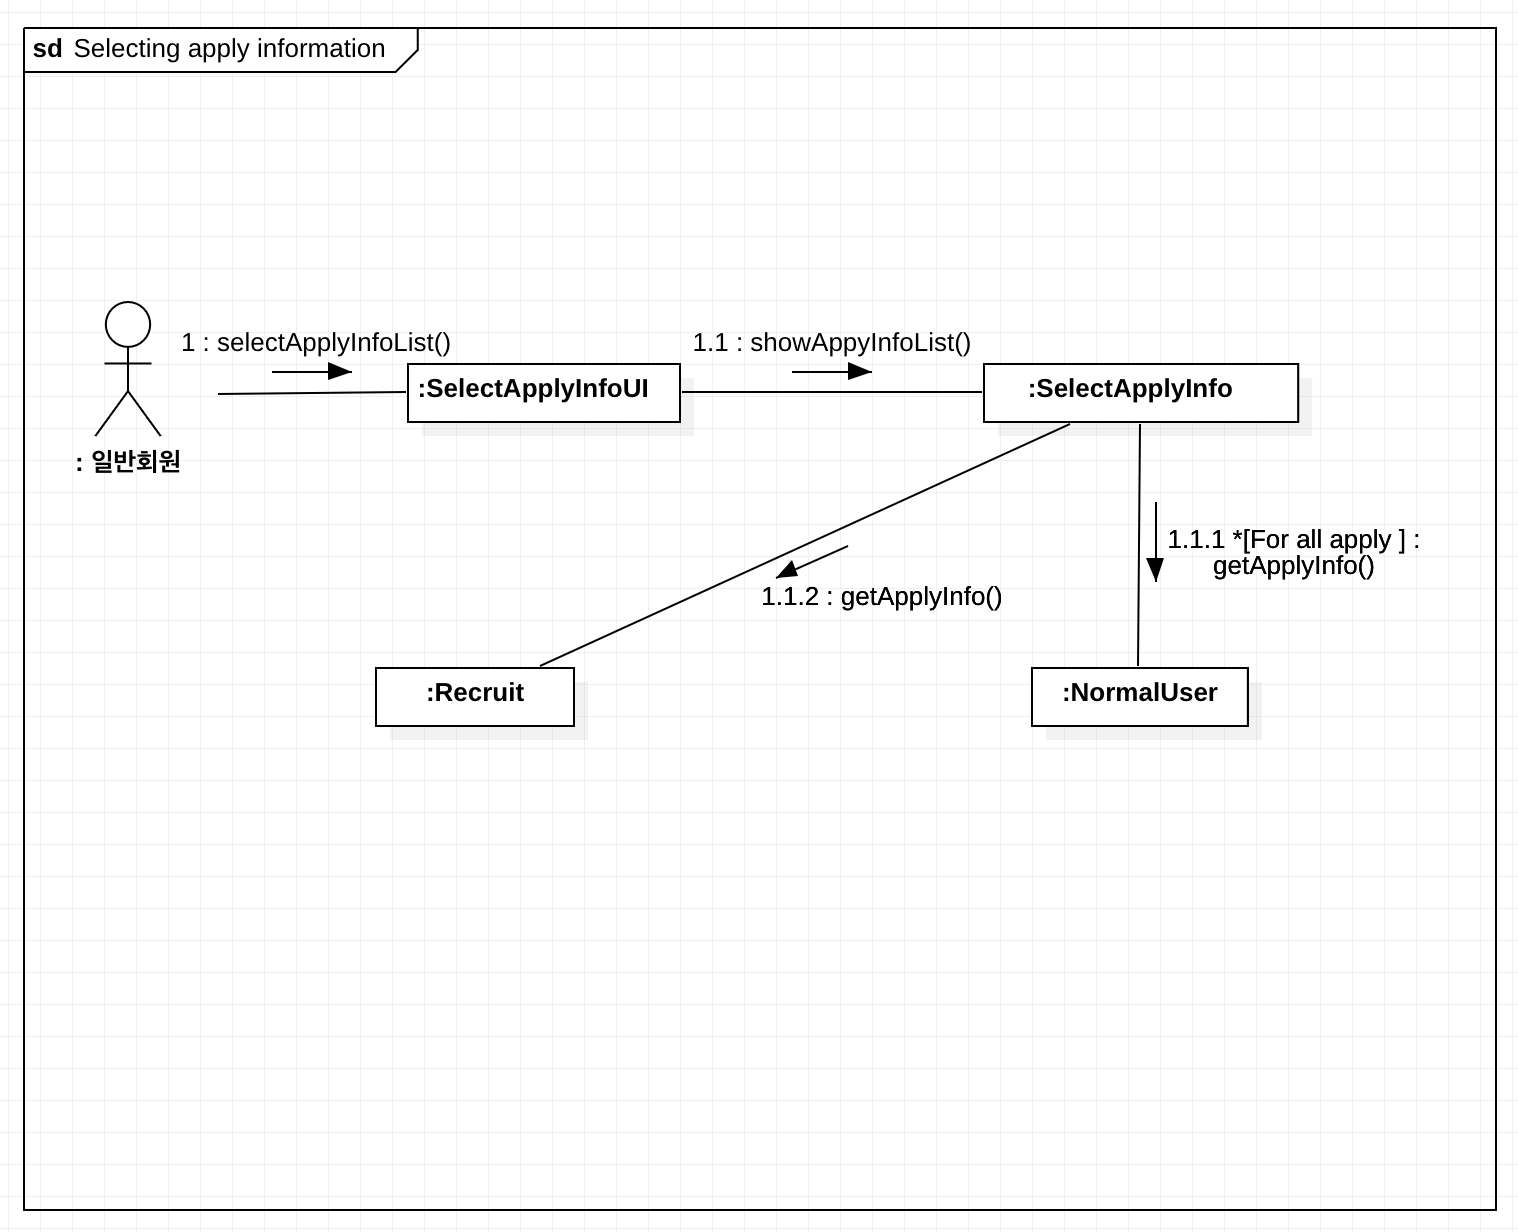 sd Selecting apply information
1 : selectApplyInfoList()
1.1 : showAppyInfoList()
:SelectApplyInfoUI
:SelectApplyInfo
: 일반회원
1.1.1 *[For all apply ] :
getApplyInfo()
1.1.2 : getApplyInfo()
:Recruit
:NormalUser